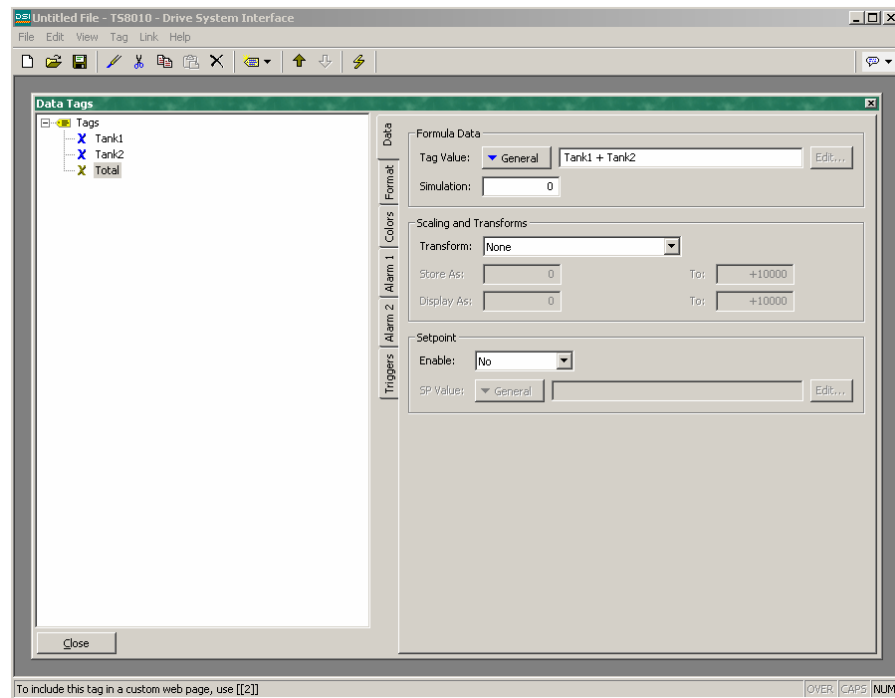 DSI Untitled File - TS8010 - Drive System Interface
File Edit View Tag Link Help
Data Tags
Tags
Tank1
Tank2
Total
Data
Format
Colors
Alarm 1
Alarm 2
Triggers
Formula Data
Tag Value: General Tank1 + Tank2 Edit...
Simulation: 0
Scaling and Transforms
Transform: None
Store As: 0 To: +10000
Display As: 0 To: +10000
Setpoint
Enable: No
SP Value: General Edit...
Close
To include this tag in a custom web page, use [[2]] OVER CAPS NUM